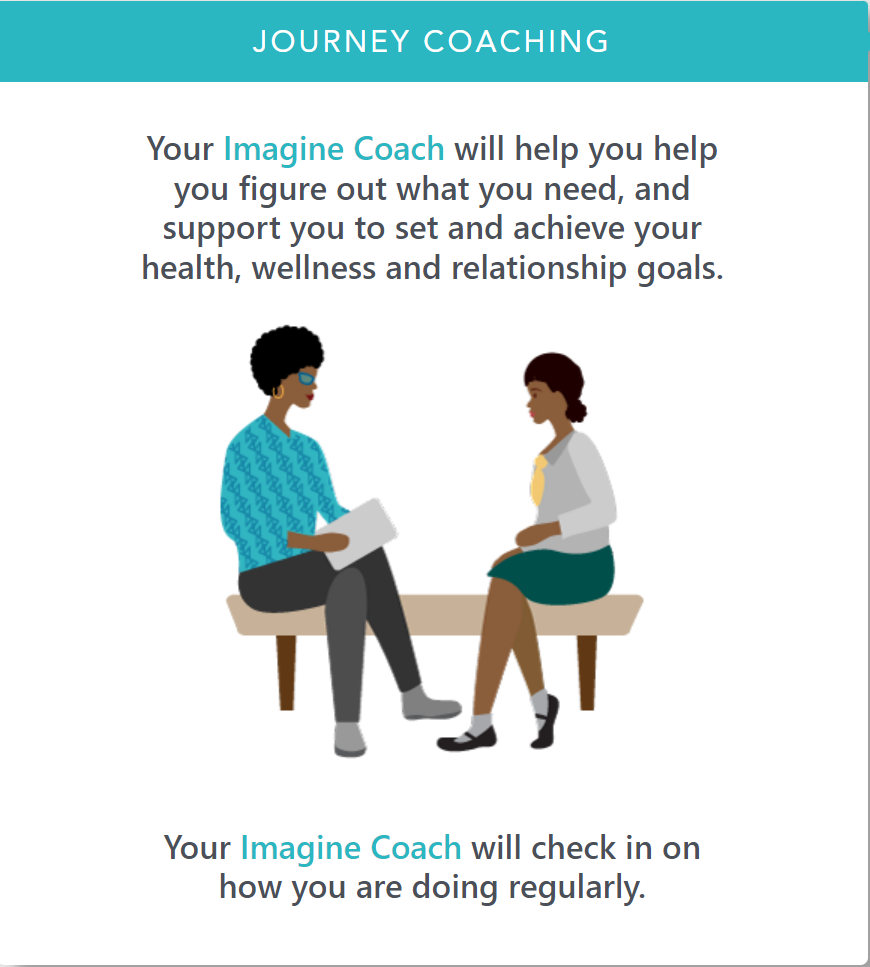 JOURNEY COACHING
Your Imagine Coach will help you help
you figure out what you need, and
support you to set and achieve your
health, wellness and relationship goals.
Your Imagine Coach will check in on
how you are doing regularly.